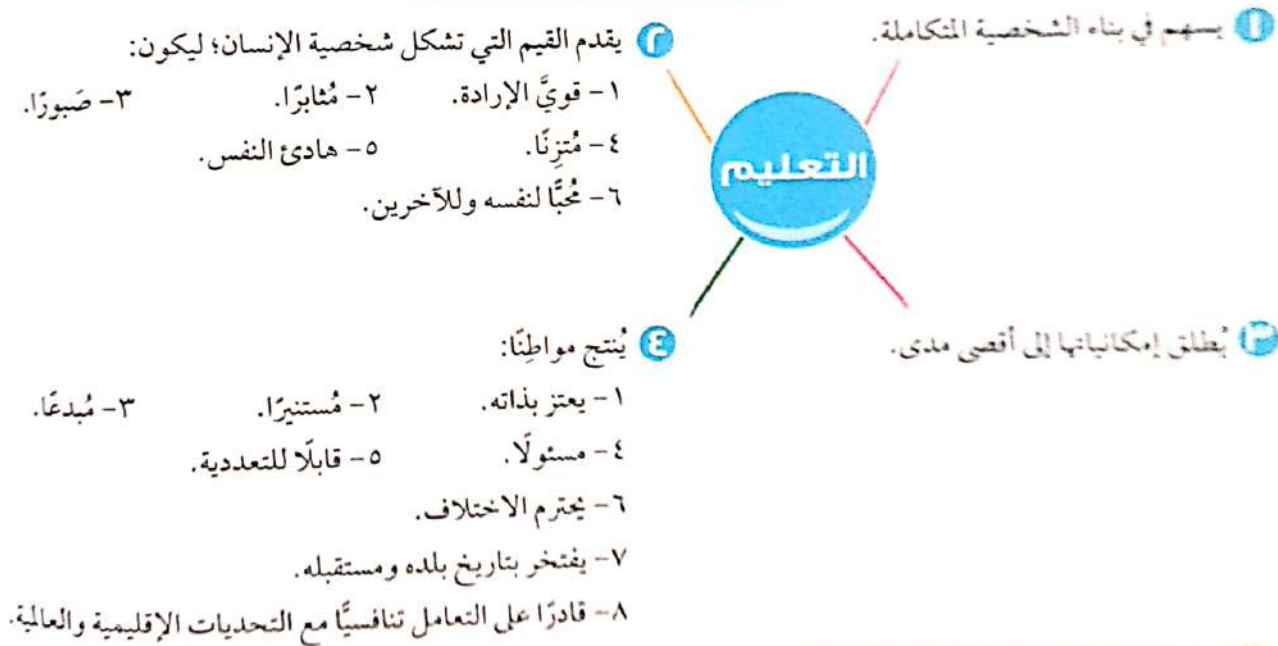 ١ يسهم في بناء الشخصية المتكاملة.
٢ يقدم القيم التي تشكل شخصية الإنسان؛ ليكون:
١- قويَّ الإرادة. ٢- مُثابرًا. ٣- صَبورًا.
٤- مُتزِنًا. ٥- هادئ النفس.
٦- مُحبًّا لنفسه وللآخرين.
التعليم
٣ يُطلق إمكانياتها إلى أقصى مدى.
٤ يُنتج مواطِنًا:
١- يعتز بذاته. ٢- مُستنيرًا. ٣- مُبدعًا.
٤- مسئولًا. ٥- قابلًا للتعددية.
٦- يحترم الاختلاف.
٧- يفتخر بتاريخ بلده ومستقبله.
٨- قادرًا على التعامل تنافسيًّا مع التحديات الإقليمية والعالمية.